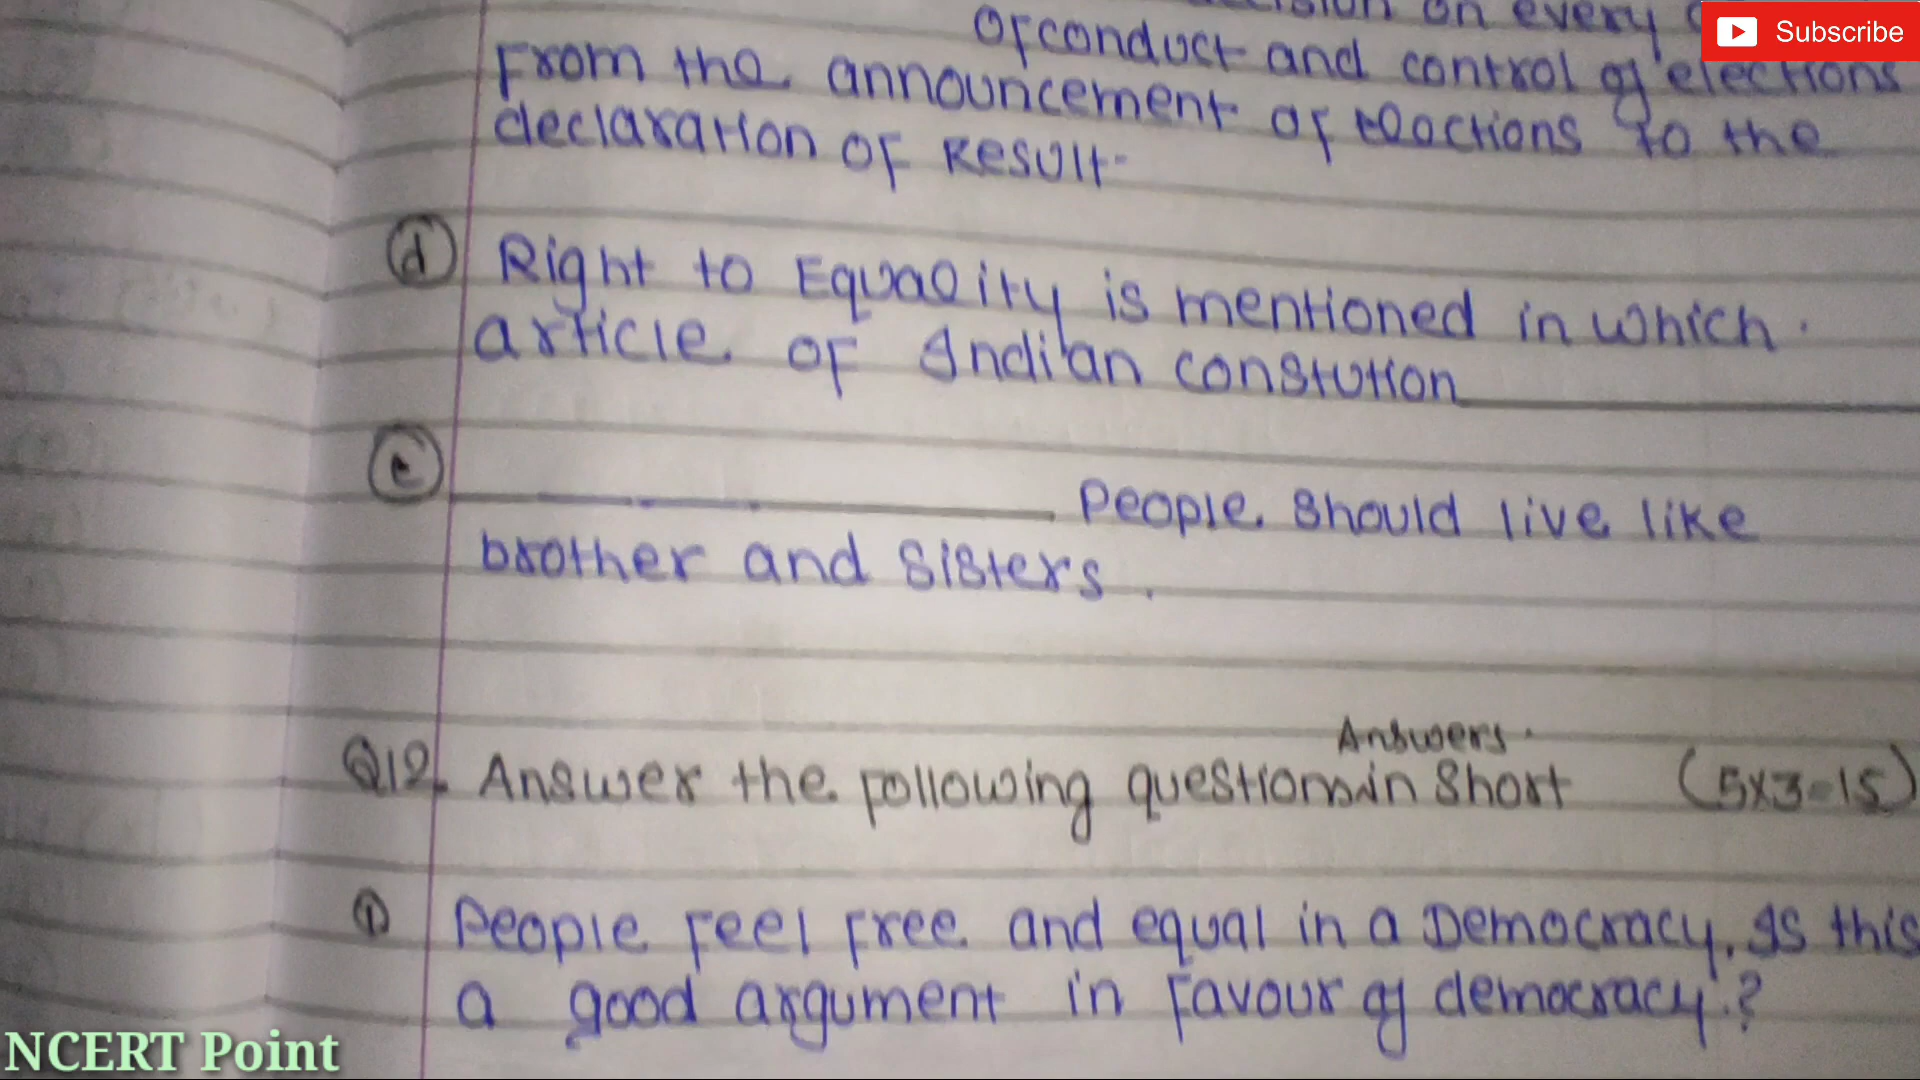 on every
Subscribe
of conduct and control of elections
From the announcement of elections to the
declaration of Result-
(d) Right to Equality is mentioned in which
article of Indian constution
(e) ____________ People should live like
brother and sisters.
Answers.
Q12. Answer the following questions in short (5x3=15)
(1) People feel free and equal in a Democracy. Is this
a good argument in favour of democracy.?
NCERT Point